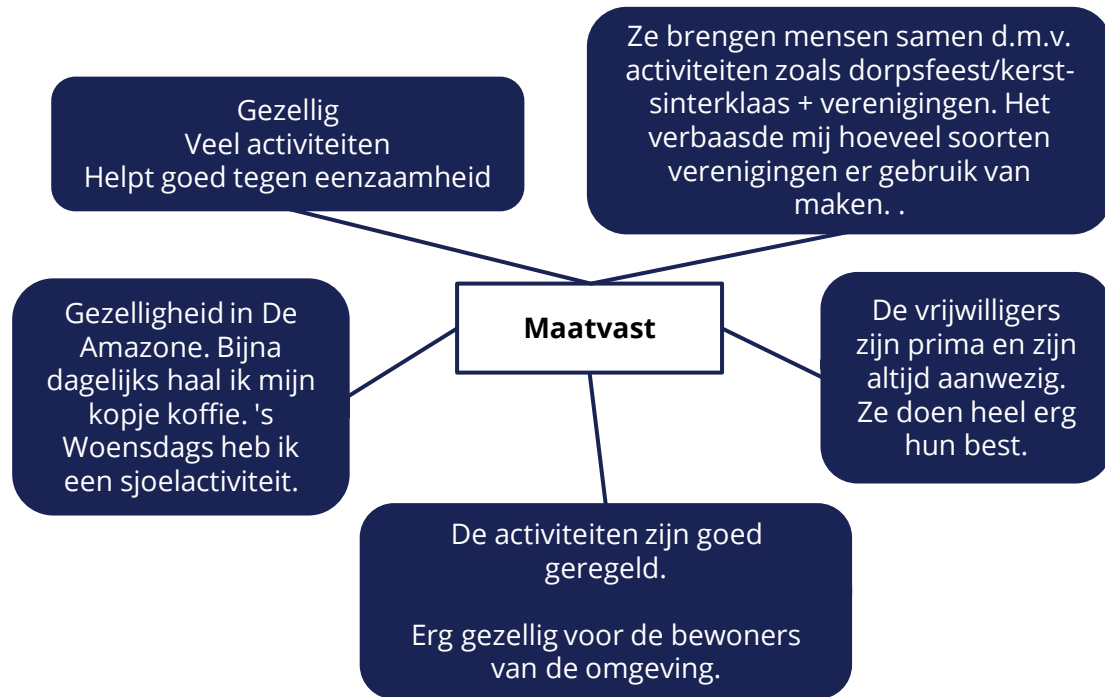 Gezellig
Veel activiteiten
Helpt goed tegen eenzaamheid
Ze brengen mensen samen d.m.v.
activiteiten zoals dorpsfeest/kerst-
sinterklaas + verenigingen. Het
verbaasde mij hoeveel soorten
verenigingen er gebruik van
maken. .
Gezelligheid in De
Amazone. Bijna
dagelijks haal ik mijn
kopje koffie. 's
Woensdags heb ik
een sjoelactiviteit.
Maatvast
De vrijwilligers
zijn prima en zijn
altijd aanwezig.
Ze doen heel erg
hun best.
De activiteiten zijn goed
geregeld.
Erg gezellig voor de bewoners
van de omgeving.